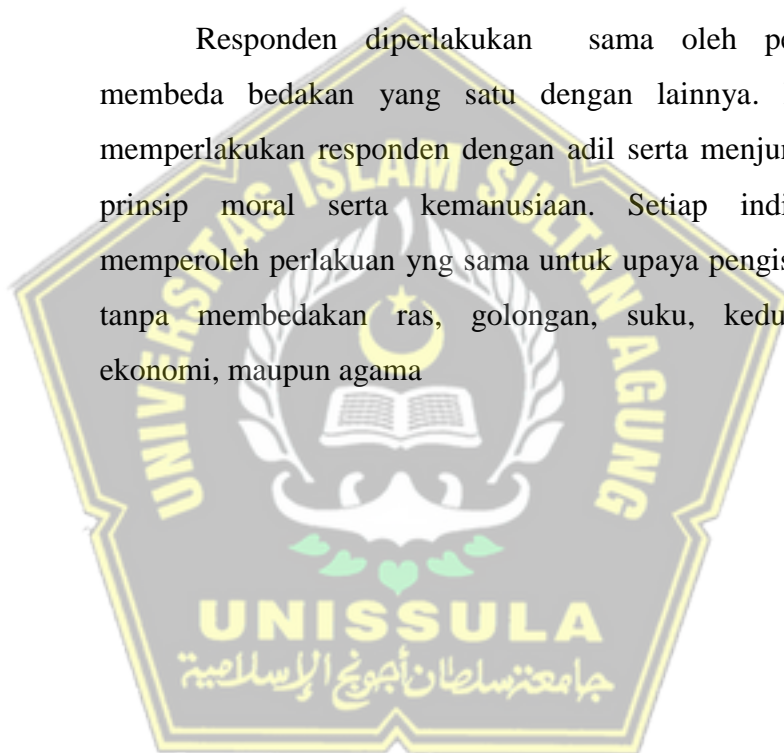 Responden diperlakukan sama oleh pe
membeda bedakan yang satu dengan lainnya.
memperlakukan responden dengan adil serta menjur
prinsip moral serta kemanusiaan. Setiap indi
memperoleh perlakuan yng sama untuk upaya pengis
tanpa membedakan ras, golongan, suku, kedu
ekonomi, maupun agama
UNIVERSITAS ISLAM SULTAN AGUNG
UNISSULA
جامعة سلطان أجونج الإسلامية